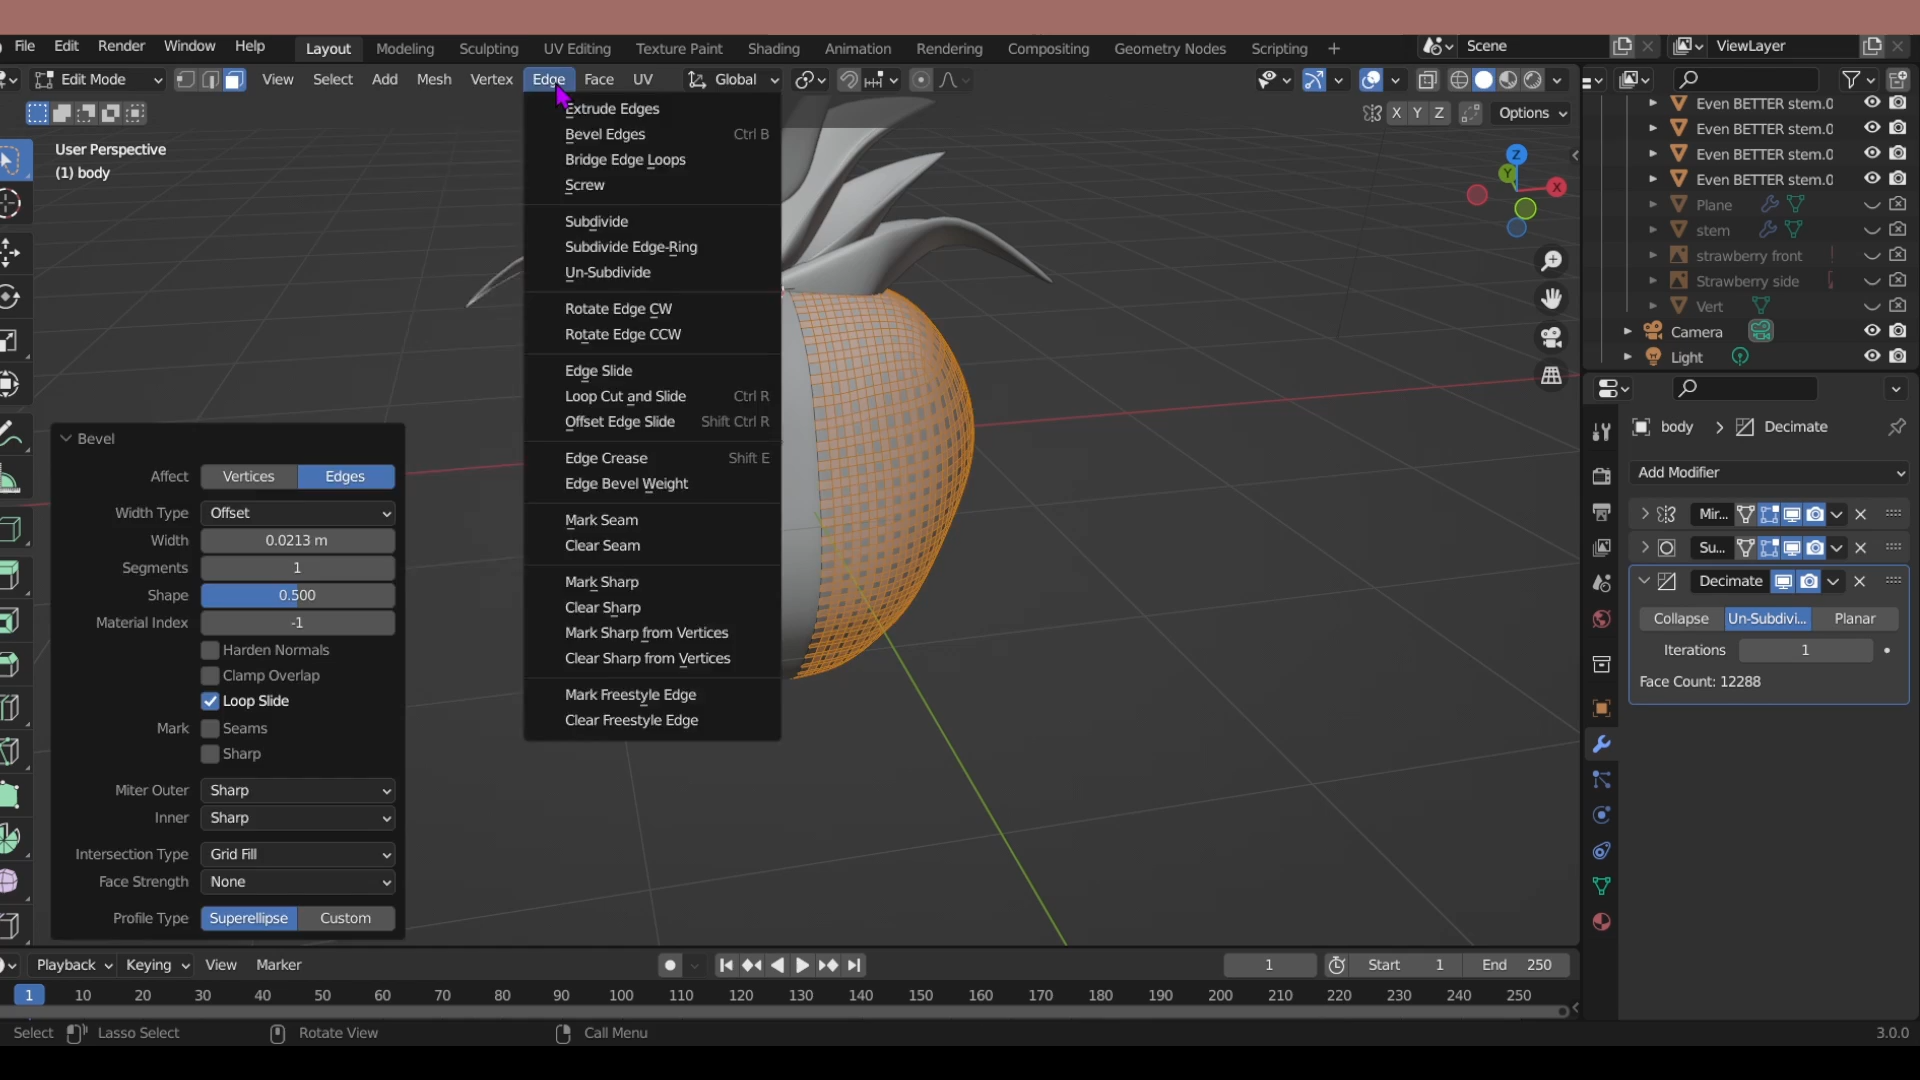 File Edit Render Window Help Layout Modeling Sculpting UV Editing Texture Paint Shading Animation Rendering Compositing Geometry Nodes Scripting + Scene ViewLayer
Edit Mode View Select Add Mesh Vertex Edge Face UV Global
X Y Z Options
User Perspective
(1) body
Extrude Edges
Bevel Edges Ctrl B
Bridge Edge Loops
Screw
Subdivide
Subdivide Edge-Ring
Un-Subdivide
Rotate Edge CW
Rotate Edge CCW
Edge Slide
Loop Cut and Slide Ctrl R
Offset Edge Slide Shift Ctrl R
Edge Crease Shift E
Edge Bevel Weight
Mark Seam
Clear Seam
Mark Sharp
Clear Sharp
Mark Sharp from Vertices
Clear Sharp from Vertices
Mark Freestyle Edge
Clear Freestyle Edge
Z
Y
X
Bevel
Affect Vertices Edges
Width Type Offset
Width 0.0213 m
Segments 1
Shape 0.500
Material Index -1
Harden Normals
Clamp Overlap
Loop Slide
Mark Seams
Sharp
Miter Outer Sharp
Inner Sharp
Intersection Type Grid Fill
Face Strength None
Profile Type Superellipse Custom
Even BETTER stem.0
Even BETTER stem.0
Even BETTER stem.0
Even BETTER stem.0
Plane
stem
strawberry front
Strawberry side
Vert
Camera
Light
body > Decimate
Add Modifier
Mir...
Su...
Decimate
Collapse Un-Subdivi... Planar
Iterations 1
Face Count: 12288
Playback Keying View Marker 1 Start 1 End 250
1 10 20 30 40 50 60 70 80 90 100 110 120 130 140 150 160 170 180 190 200 210 220 230 240 250
Select Lasso Select Rotate View Call Menu 3.0.0